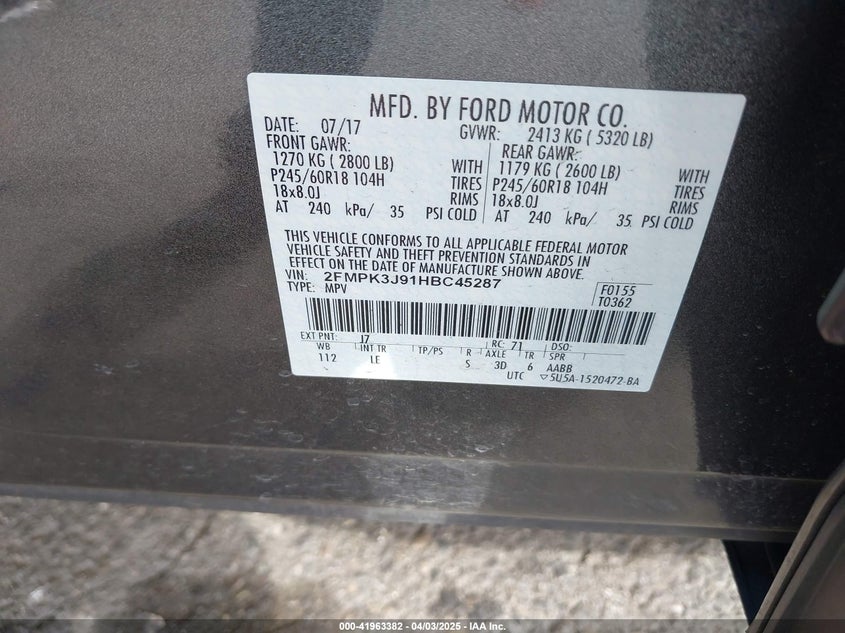 MFD. BY FORD MOTOR CO.
DATE: 07/17 GVWR: 2413 KG ( 5320 LB)
FRONT GAWR: REAR GAWR:
1270 KG ( 2800 LB) WITH 1179 KG ( 2600 LB) WITH
P245/60R18 104H TIRES P245/60R18 104H TIRES
18x8.0J RIMS 18x8.0J RIMS
AT 240 kPa/ 35 PSI COLD AT 240 kPa/ 35 PSI COLD
THIS VEHICLE CONFORMS TO ALL APPLICABLE FEDERAL MOTOR
VEHICLE SAFETY AND THEFT PREVENTION STANDARDS IN
EFFECT ON THE DATE OF MANUFACTURE SHOWN ABOVE.
VIN: 2FMPK3J91HBC45287 F0155
TYPE: MPV T0362
EXT PNT: J7 RC: 71 DSO:
WB INT TR TP/PS R AXLE TR SPR
112 LE S 3D 6 AABB
UTC ▽5U5A-1520472-BA
000-41963382 - 04/03/2025 - IAA Inc.